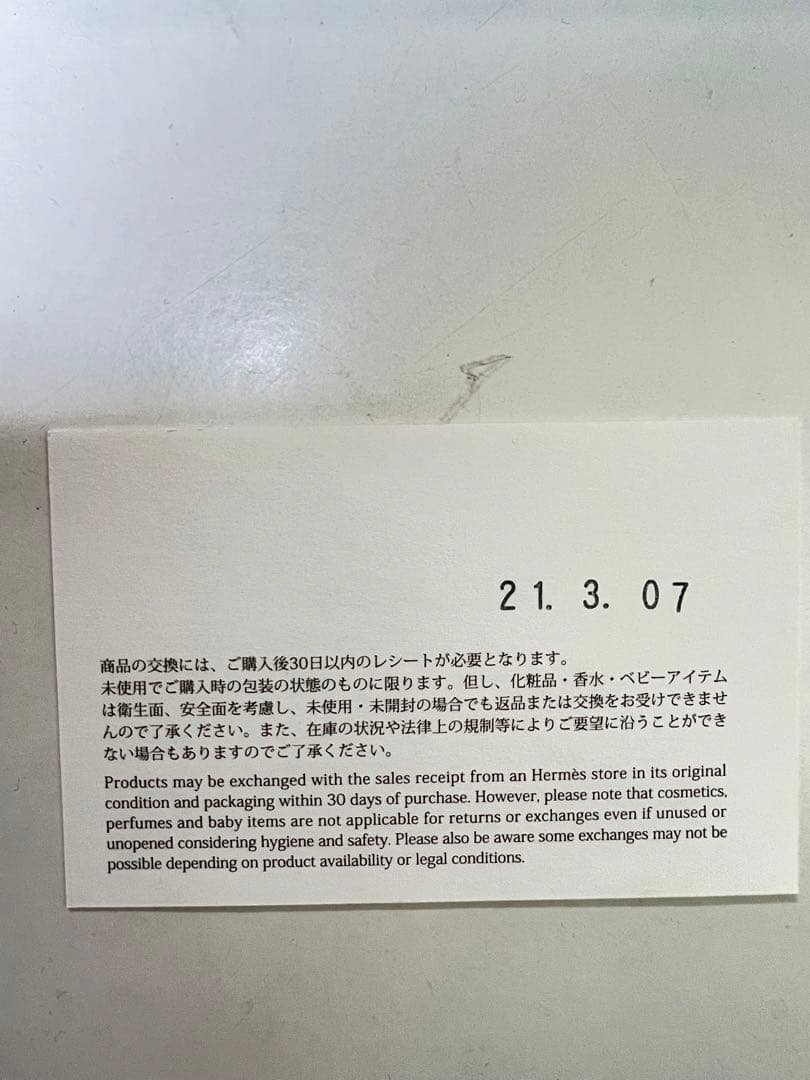 21. 3. 07
商品の交換には、ご購入後30日以内のレシートが必要となります。
未使用でご購入時の包装の状態のものに限ります。但し、化粧品・香水・ベビーアイテム
は衛生面、安全面を考慮し、未使用・未開封の場合でも返品または交換をお受けできませ
んので了承ください。また、在庫の状況や法律上の規制等によりご要望に沿うことができ
ない場合もありますのでご了承ください。
Products may be exchanged with the sales receipt from an Hermès store in its original
condition and packaging within 30 days of purchase. However, please note that cosmetics,
perfumes and baby items are not applicable for returns or exchanges even if unused or
unopened considering hygiene and safety. Please also be aware some exchanges may not be
possible depending on product availability or legal conditions.